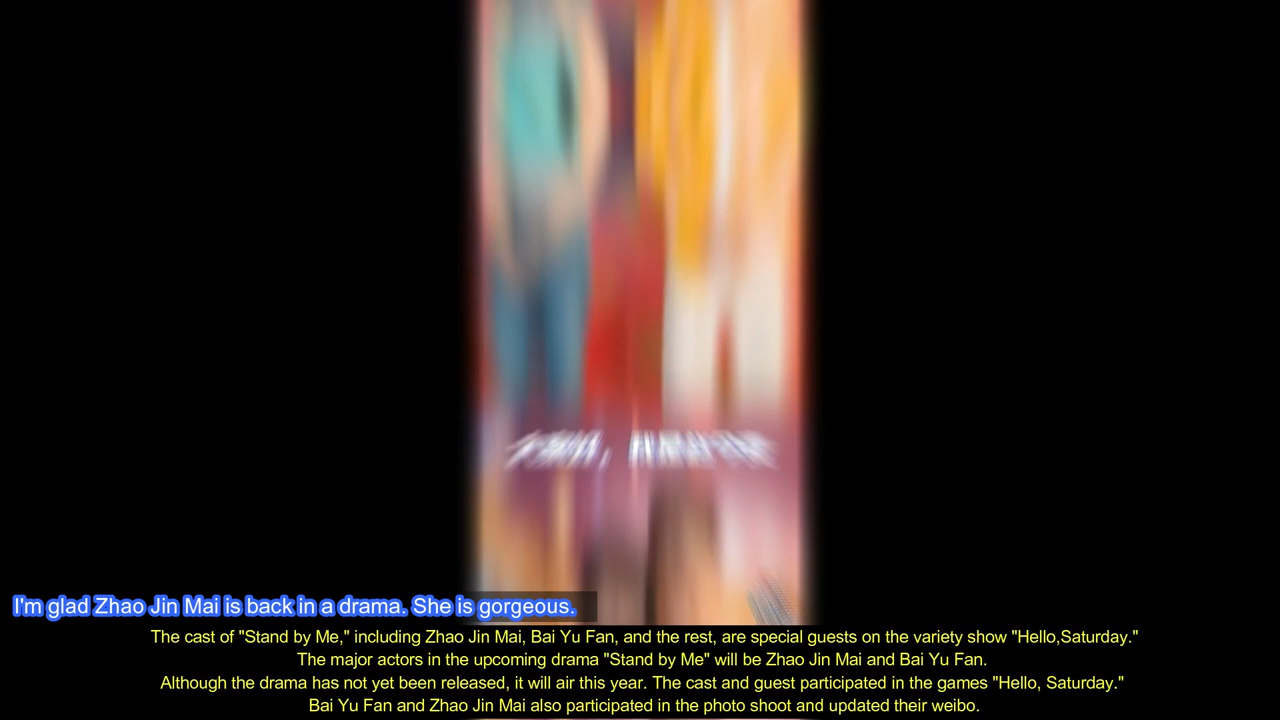 I'm glad Zhao Jin Mai is back in a drama. She is gorgeous.
The cast of "Stand by Me," including Zhao Jin Mai, Bai Yu Fan, and the rest, are special guests on the variety show "Hello,Saturday."
The major actors in the upcoming drama "Stand by Me" will be Zhao Jin Mai and Bai Yu Fan.
Although the drama has not yet been released, it will air this year. The cast and guest participated in the games "Hello, Saturday."
Bai Yu Fan and Zhao Jin Mai also participated in the photo shoot and updated their weibo.